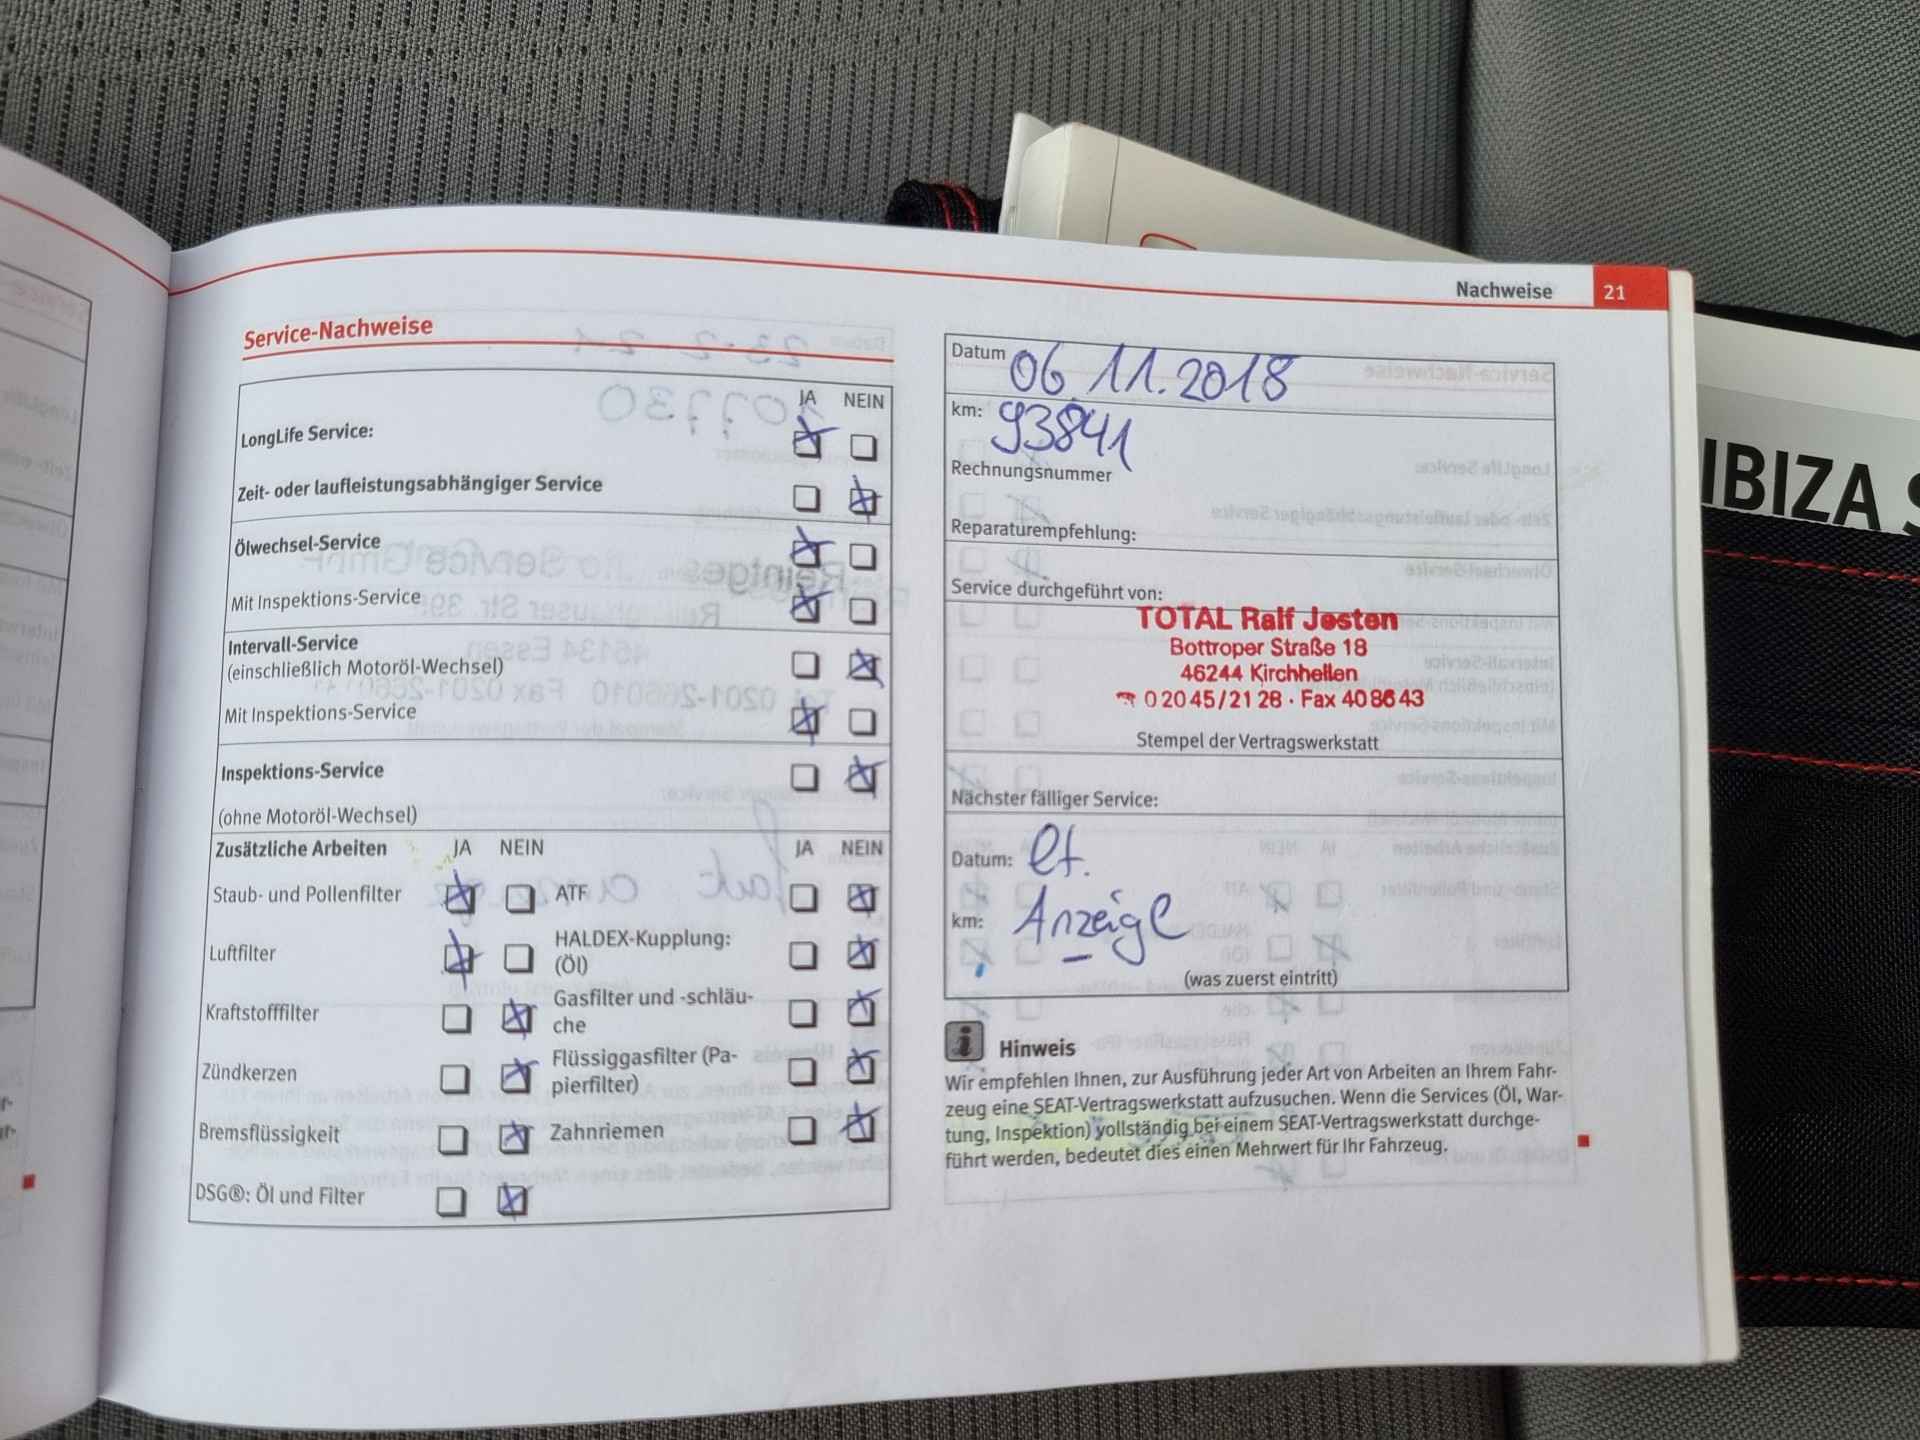 Nachweise 21
Service-Nachweise
JA NEIN
LongLife Service:
Zeit- oder laufleistungsabhängiger Service
Ölwechsel-Service
Mit Inspektions-Service
Intervall-Service
(einschließlich Motoröl-Wechsel)
Mit Inspektions-Service
Inspektions-Service
(ohne Motoröl-Wechsel)
Zusätzliche Arbeiten JA NEIN JA NEIN
Staub- und Pollenfilter ATF
Luftfilter HALDEX-Kupplung:
(Öl)
Kraftstofffilter Gasfilter und -schläu-
che
Zündkerzen Flüssiggasfilter (Pa-
pierfilter)
Bremsflüssigkeit Zahnriemen
DSG®: Öl und Filter
Datum 06.11.2018
km: 93841
Rechnungsnummer
Reparaturempfehlung:
Service durchgeführt von:
TOTAL Ralf Jesten
Bottroper Straße 18
46244 Kirchhellen
☎ 0 20 45/21 28 · Fax 40 86 43
Stempel der Vertragswerkstatt
Nächster fälliger Service:
Datum: lt.
km: Anzeige
(was zuerst eintritt)
Hinweis
Wir empfehlen Ihnen, zur Ausführung jeder Art von Arbeiten an Ihrem Fahr-
zeug eine SEAT-Vertragswerkstatt aufzusuchen. Wenn die Services (Öl, War-
tung, Inspektion) vollständig bei einem SEAT-Vertragswerkstatt durchge-
führt werden, bedeutet dies einen Mehrwert für Ihr Fahrzeug.
IBIZA